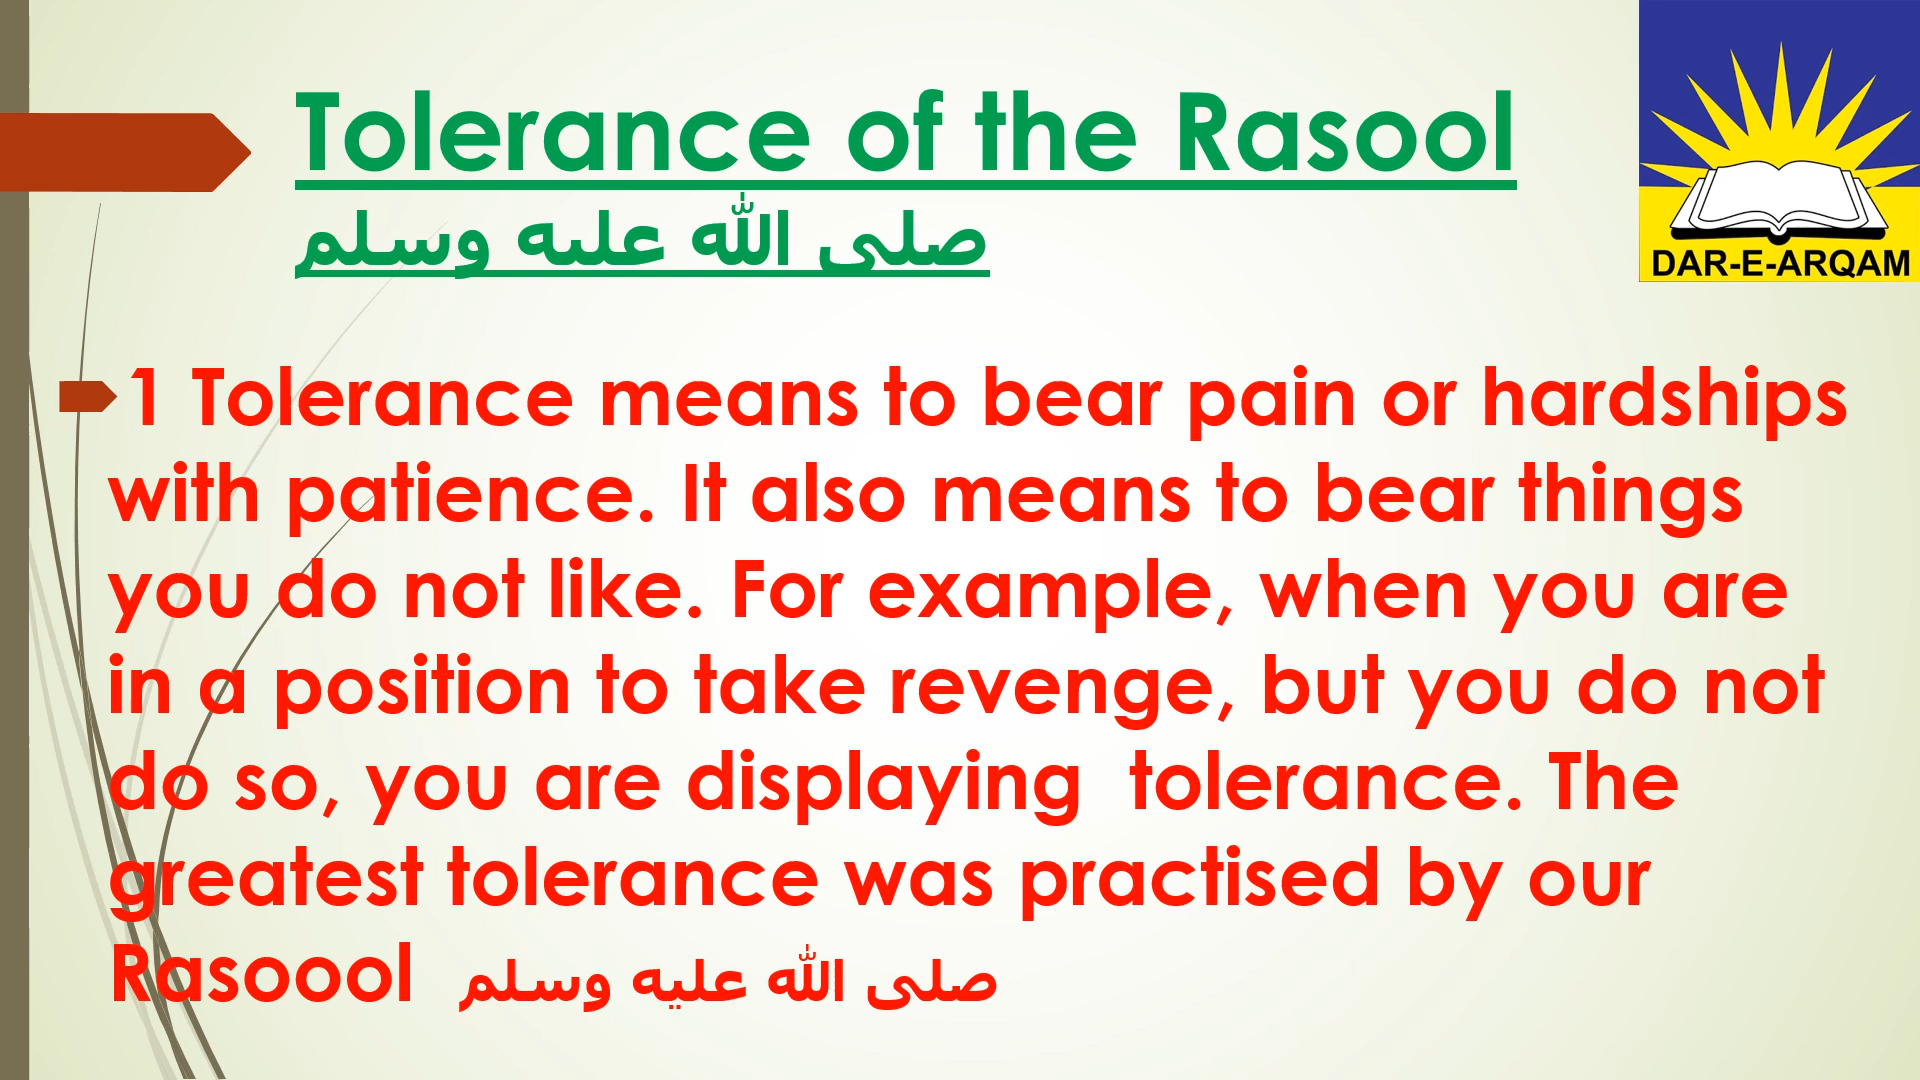 Tolerance of the Rasool
صلى الله عليه وسلم
DAR-E-ARQAM
1 Tolerance means to bear pain or hardships
with patience. It also means to bear things
you do not like. For example, when you are
in a position to take revenge, but you do not
do so, you are displaying  tolerance. The
greatest tolerance was practised by our
Rasoool  صلى الله عليه وسلم